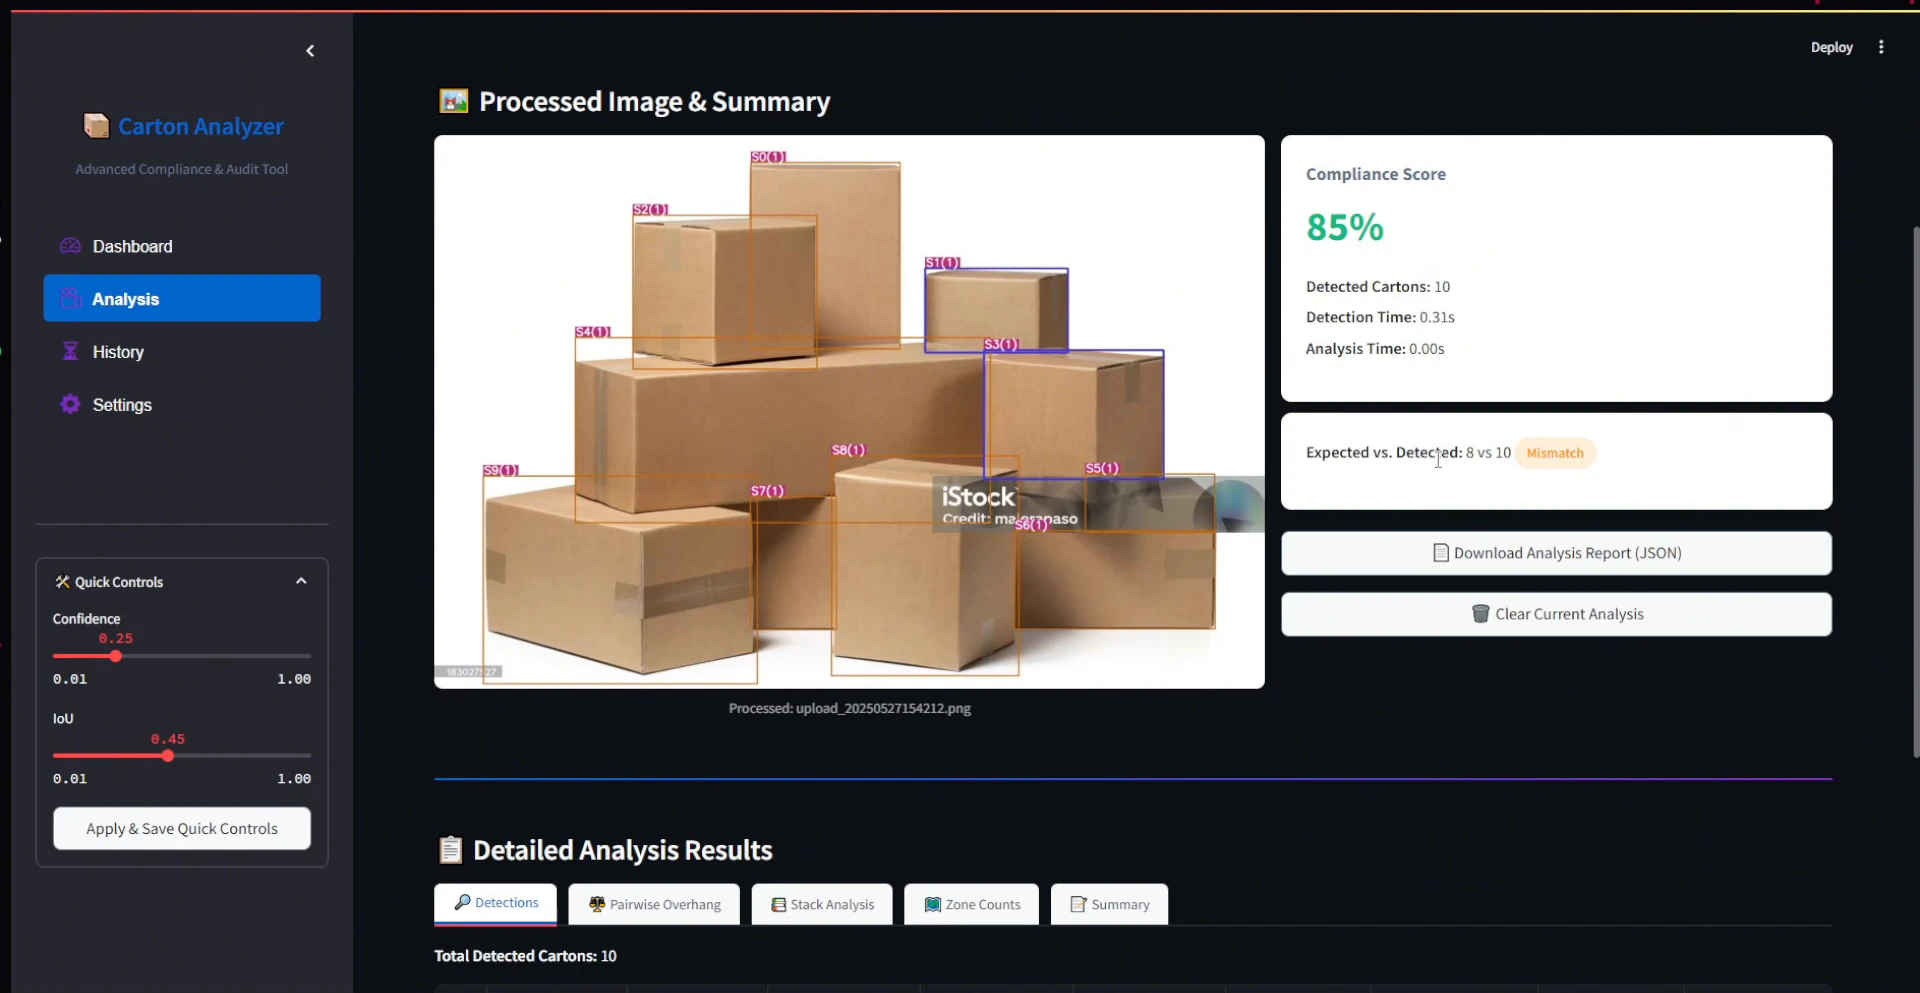 Deploy
Carton Analyzer
Advanced Compliance & Audit Tool
Dashboard
Analysis
History
Settings
Quick Controls
Confidence
0.25
0.01 1.00
IoU
0.45
0.01 1.00
Apply & Save Quick Controls
Processed Image & Summary
S0(1)
S2(1)
S1(1)
S4(1)
S3(1)
S8(1)
S9(1)
S5(1)
S7(1)
iStock
Credit: maiorapaso
S6(1)
Processed: upload_20250527154212.png
Compliance Score
85%
Detected Cartons: 10
Detection Time: 0.31s
Analysis Time: 0.00s
Expected vs. Detected: 8 vs 10 Mismatch
Download Analysis Report (JSON)
Clear Current Analysis
Detailed Analysis Results
Detections Pairwise Overhang Stack Analysis Zone Counts Summary
Total Detected Cartons: 10